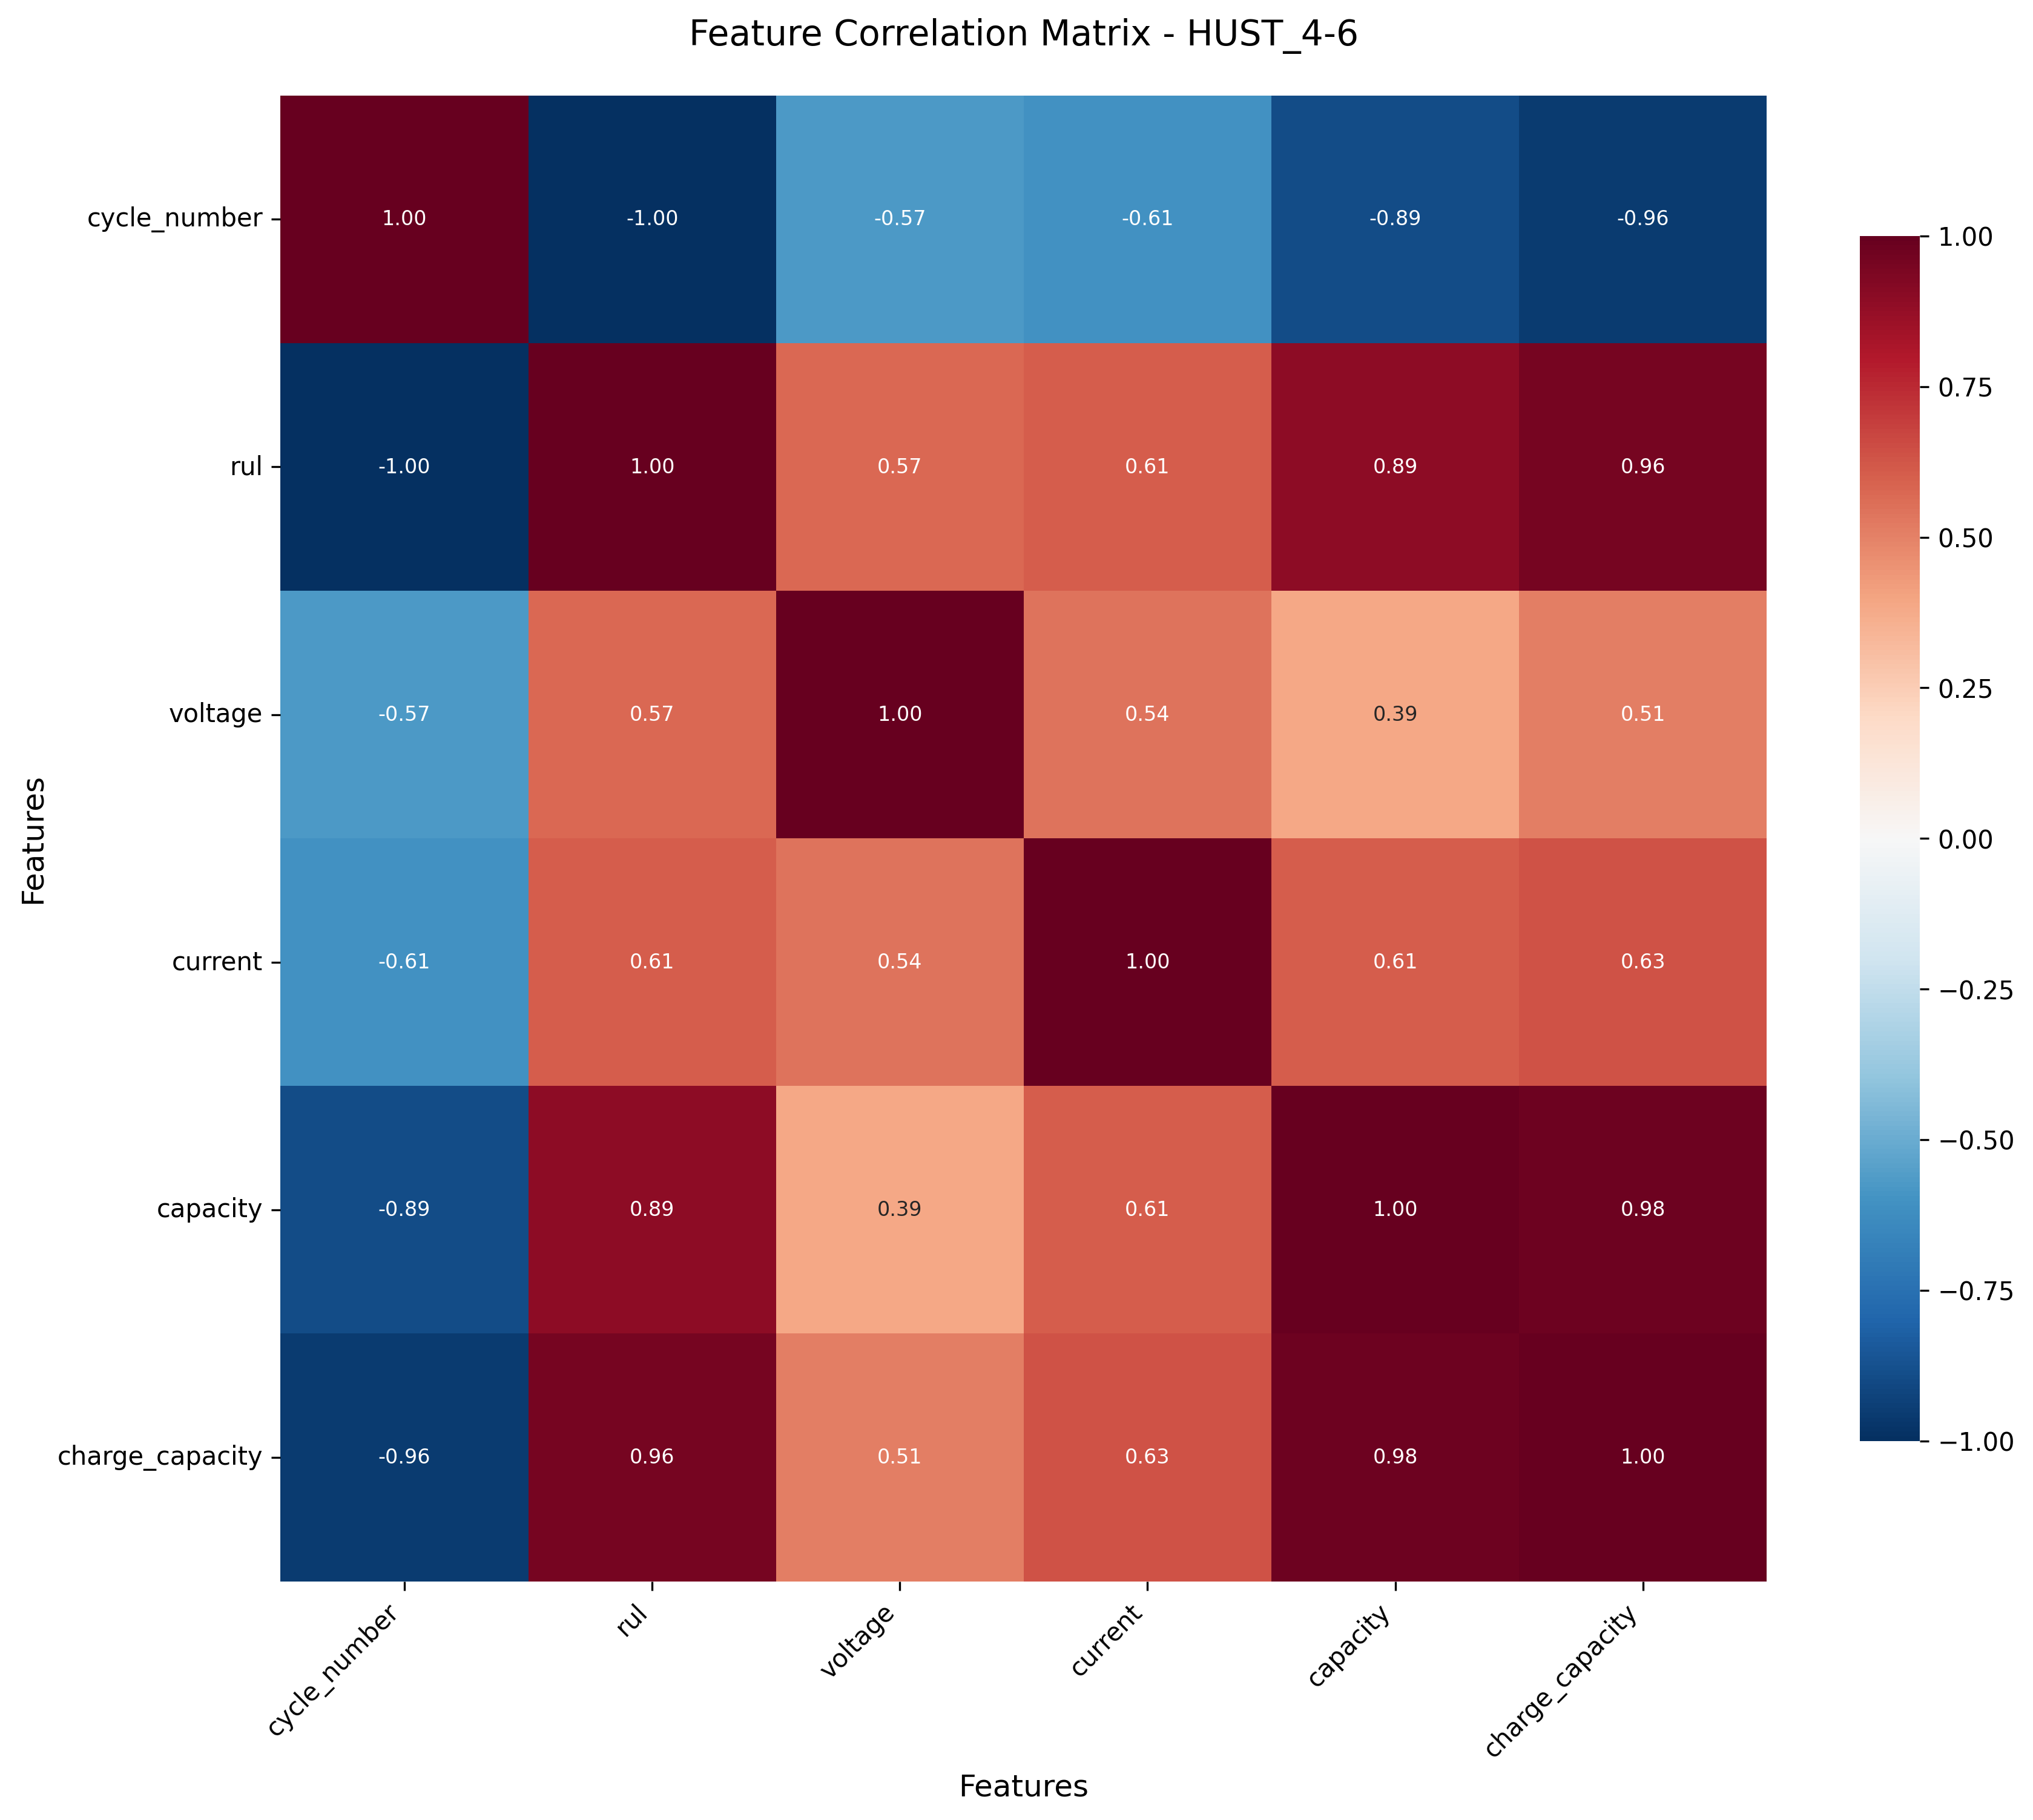 Feature Correlation Matrix - HUST_4-6
cycle_number 1.00 -1.00 -0.57 -0.61 -0.89 -0.96
rul -1.00 1.00 0.57 0.61 0.89 0.96
voltage -0.57 0.57 1.00 0.54 0.39 0.51
current -0.61 0.61 0.54 1.00 0.61 0.63
capacity -0.89 0.89 0.39 0.61 1.00 0.98
charge_capacity -0.96 0.96 0.51 0.63 0.98 1.00
Features
cycle_number rul voltage current capacity charge_capacity
Features
1.00
0.75
0.50
0.25
0.00
−0.25
−0.50
−0.75
−1.00